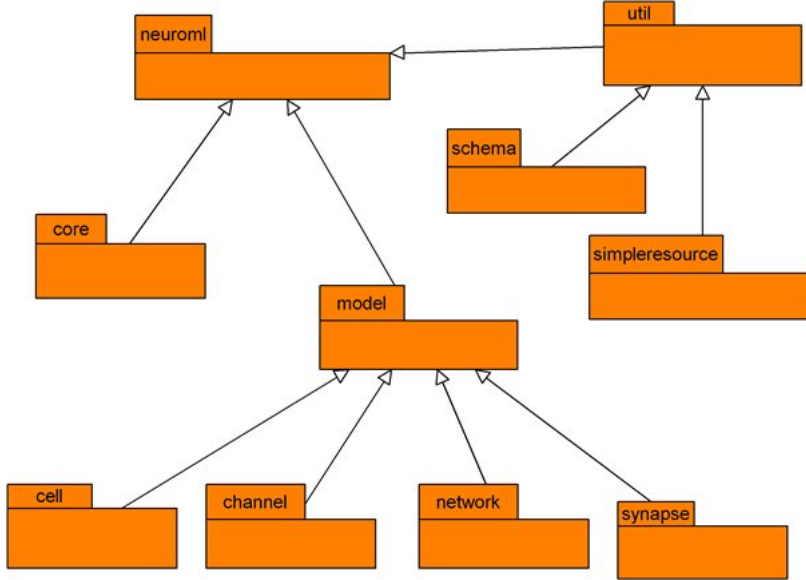 util
neuroml
schema
core
simpleresource
model
cell
channel
network
synapse